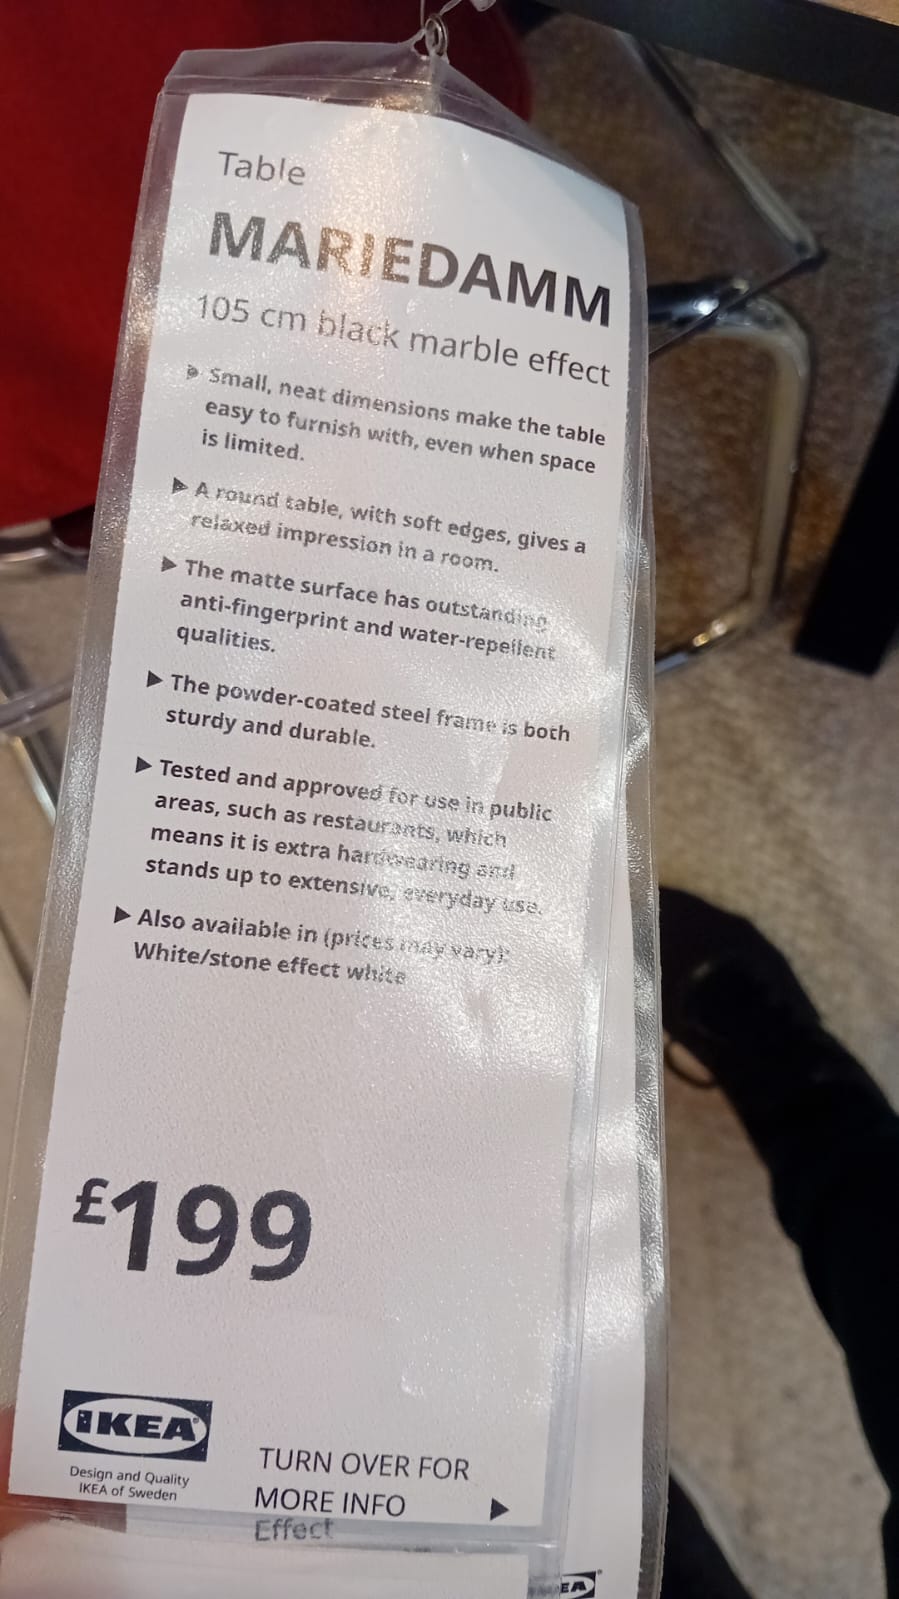 Table
MARIEDAMM
105 cm black marble effect
▶ Small, neat dimensions make the table
easy to furnish with, even when space
is limited.
▶ A round table, with soft edges, gives a
relaxed impression in a room.
▶ The matte surface has outstanding
anti-fingerprint and water-repellent
qualities.
▶ The powder-coated steel frame is both
sturdy and durable.
▶ Tested and approved for use in public
areas, such as restaurants, which
means it is extra hardwearing and
stands up to extensive, everyday use.
▶ Also available in (prices may vary):
White/stone effect white
£199
IKEA®
Design and Quality
IKEA of Sweden
TURN OVER FOR
MORE INFO ▶
Effect